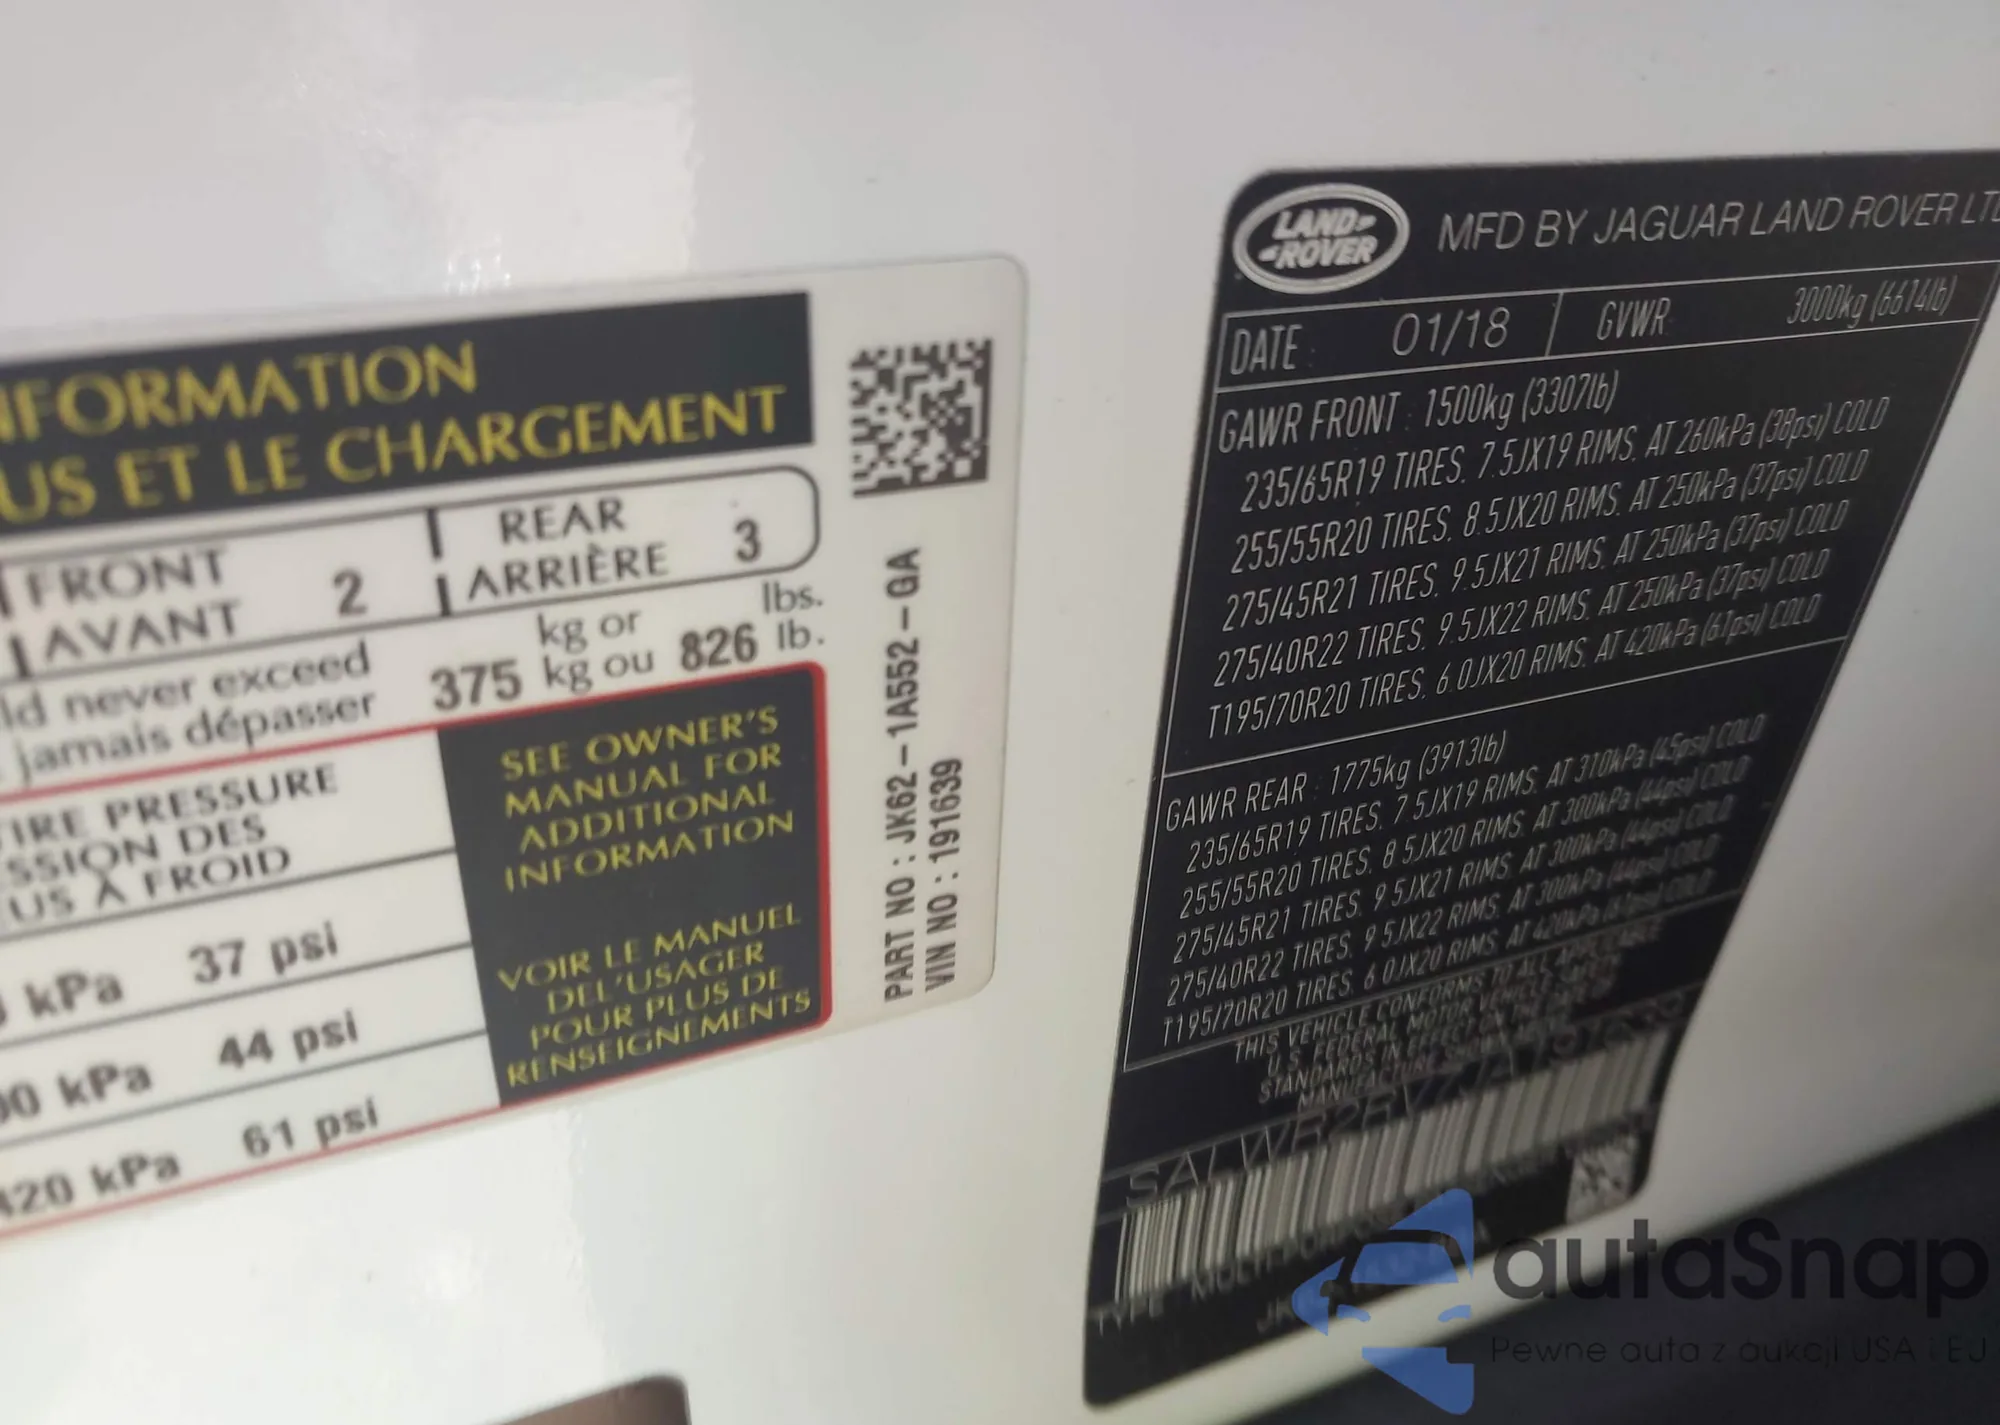 NFORMATION
US ET LE CHARGEMENT
FRONT
AVANT
2
REAR
ARRIÈRE
3
ld never exceed
jamais dépasser
375
kg or
kg ou
826
lbs.
lb.
TIRE PRESSURE
SSION DES
US À FROID
kPa 37 psi
00 kPa 44 psi
420 kPa 61 psi
SEE OWNER'S
MANUAL FOR
ADDITIONAL
INFORMATION
VOIR LE MANUEL
DEL'USAGER
POUR PLUS DE
RENSEIGNEMENTS
PART NO : JK62-1A552-GA
VIN NO : 191639
LAND ROVER
MFD BY JAGUAR LAND ROVER LTD
DATE : 01/18 GVWR 3000kg (6614lb)
GAWR FRONT : 1500kg (3307lb)
235/65R19 TIRES, 7.5JX19 RIMS, AT 260kPa (38psi) COLD
255/55R20 TIRES, 8.5JX20 RIMS, AT 250kPa (37psi) COLD
275/45R21 TIRES, 9.5JX21 RIMS, AT 250kPa (37psi) COLD
275/40R22 TIRES, 9.5JX22 RIMS, AT 250kPa (37psi) COLD
T195/70R20 TIRES, 6.0JX20 RIMS, AT 420kPa (61psi) COLD
GAWR REAR : 1775kg (3913lb)
235/65R19 TIRES, 7.5JX19 RIMS, AT 310kPa (45psi) COLD
255/55R20 TIRES, 8.5JX20 RIMS, AT 300kPa (44psi) COLD
275/45R21 TIRES, 9.5JX21 RIMS, AT 300kPa (44psi) COLD
275/40R22 TIRES, 9.5JX22 RIMS, AT 300kPa (44psi) COLD
T195/70R20 TIRES, 6.0JX20 RIMS, AT 420kPa (61psi) COLD
THIS VEHICLE CONFORMS TO ALL APPLICABLE
U.S. FEDERAL MOTOR VEHICLE SAFETY
STANDARDS IN EFFECT ON THE DATE OF
MANUFACTURE SHOWN ABOVE
TYPE
autaSnap
Pewne auta z aukcji USA i EU